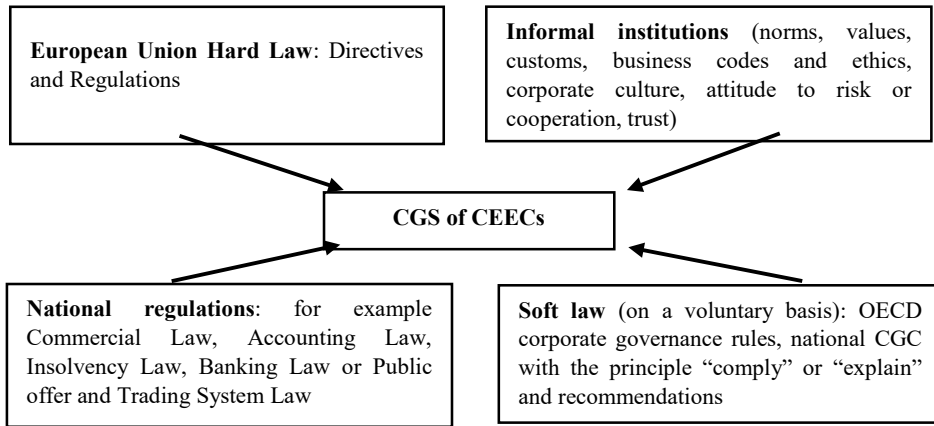 European Union Hard Law: Directives
and Regulations
Informal institutions (norms, values,
customs, business codes and ethics,
corporate culture, attitude to risk or
cooperation, trust)
CGS of CEECs
National regulations: for example
Commercial Law, Accounting Law,
Insolvency Law, Banking Law or Public
offer and Trading System Law
Soft law (on a voluntary basis): OECD
corporate governance rules, national CGC
with the principle “comply” or “explain”
and recommendations